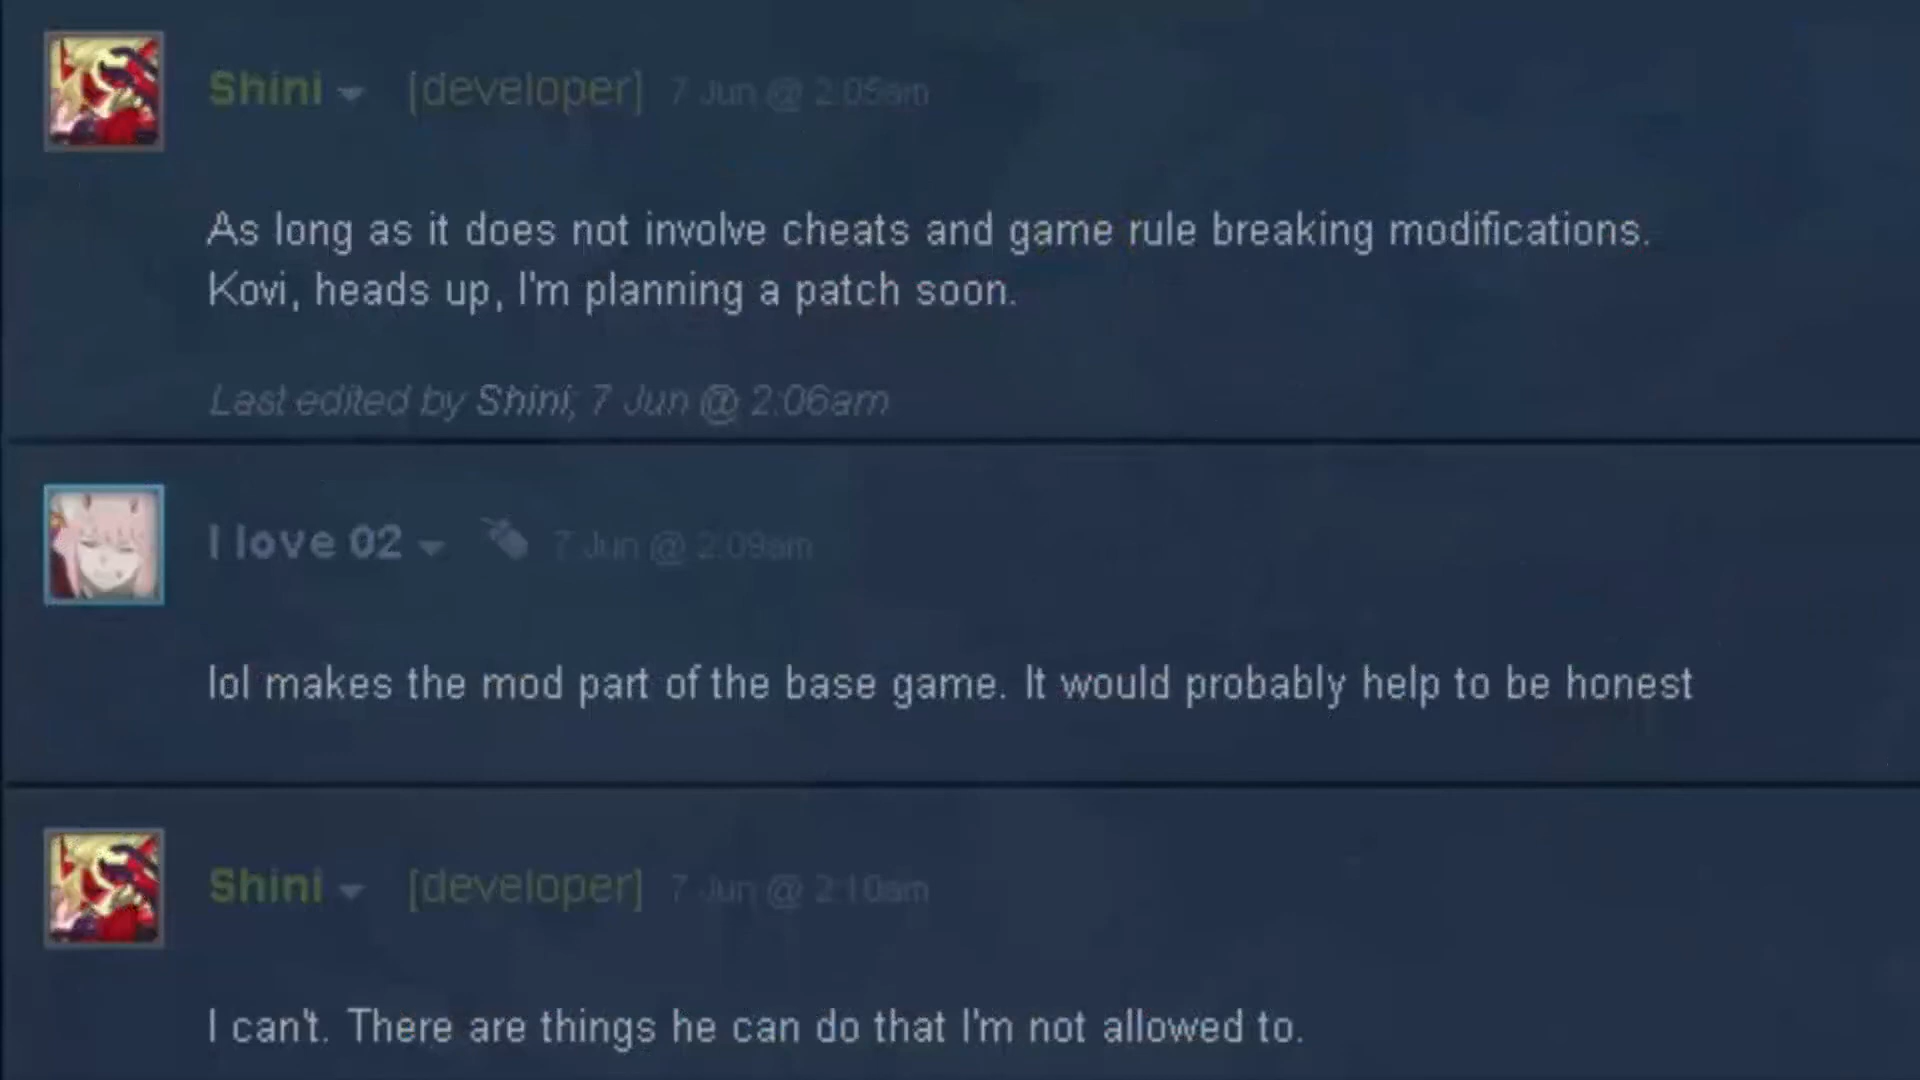 Shini [developer] 7 Jun @ 2:05am
As long as it does not involve cheats and game rule breaking modifications.
Kovi, heads up, I'm planning a patch soon.
Last edited by Shini; 7 Jun @ 2:06am
I love 02 7 Jun @ 2:09am
lol makes the mod part of the base game. It would probably help to be honest
Shini [developer] 7 Jun @ 2:10am
I can't. There are things he can do that I'm not allowed to.